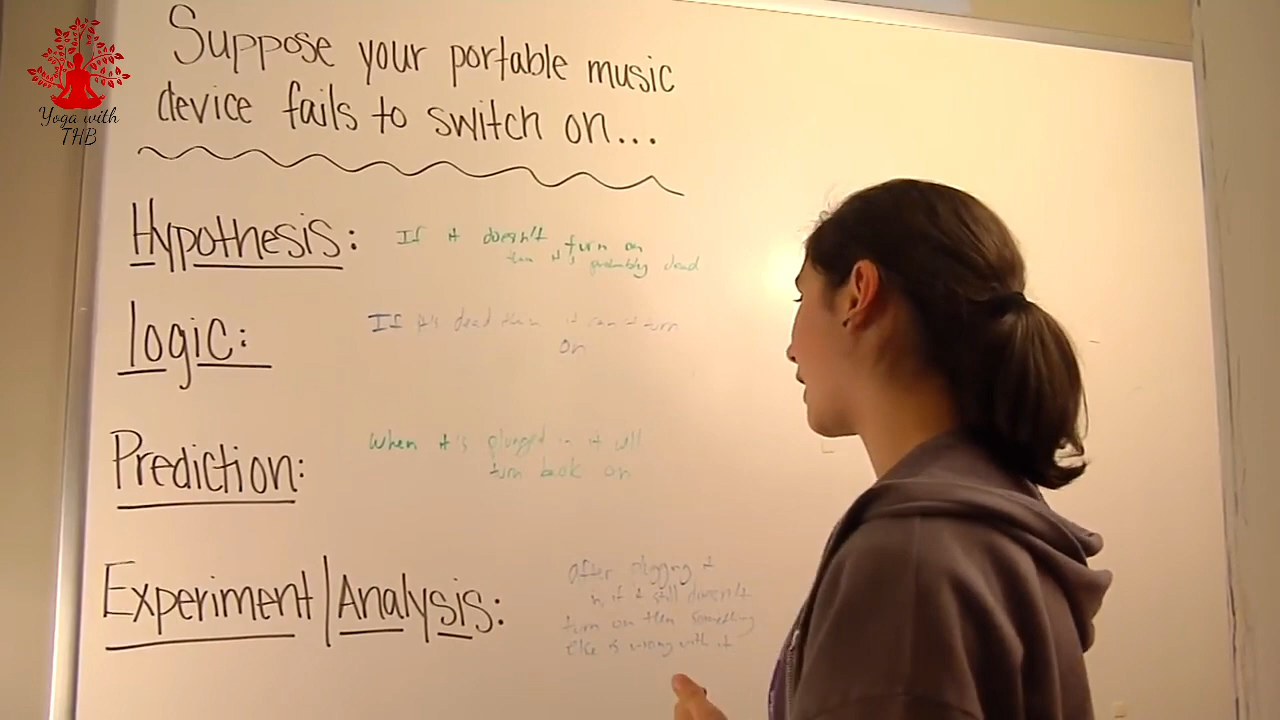 Yoga with
THB
Suppose your portable music
device fails to switch on...
Hypothesis: If it doesn't turn on
then it's probably dead
Logic: If it's dead then it can't turn
on
Prediction: When it is plugged in it will
turn back on
Experiment/Analysis: After plugging it
in, if it still doesn't
turn on then something
else is wrong with it